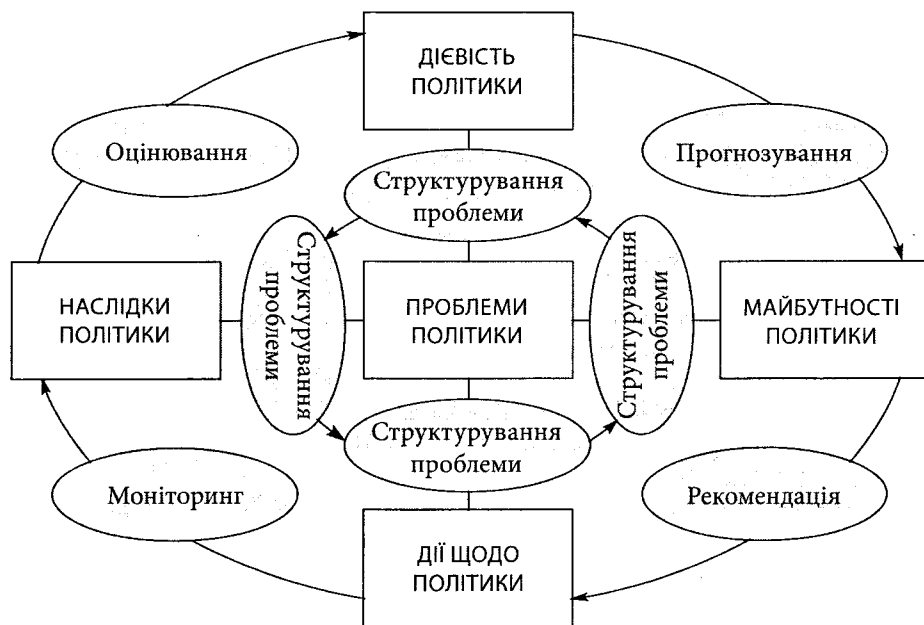 ДІЄВІСТЬ
ПОЛІТИКИ
Оцінювання
Прогнозування
Структурування
проблеми
НАСЛІДКИ
ПОЛІТИКИ
Структурування
проблеми
ПРОБЛЕМИ
ПОЛІТИКИ
Структурування
проблеми
МАЙБУТНОСТІ
ПОЛІТИКИ
Структурування
проблеми
Моніторинг
Рекомендація
ДІЇ ЩОДО
ПОЛІТИКИ